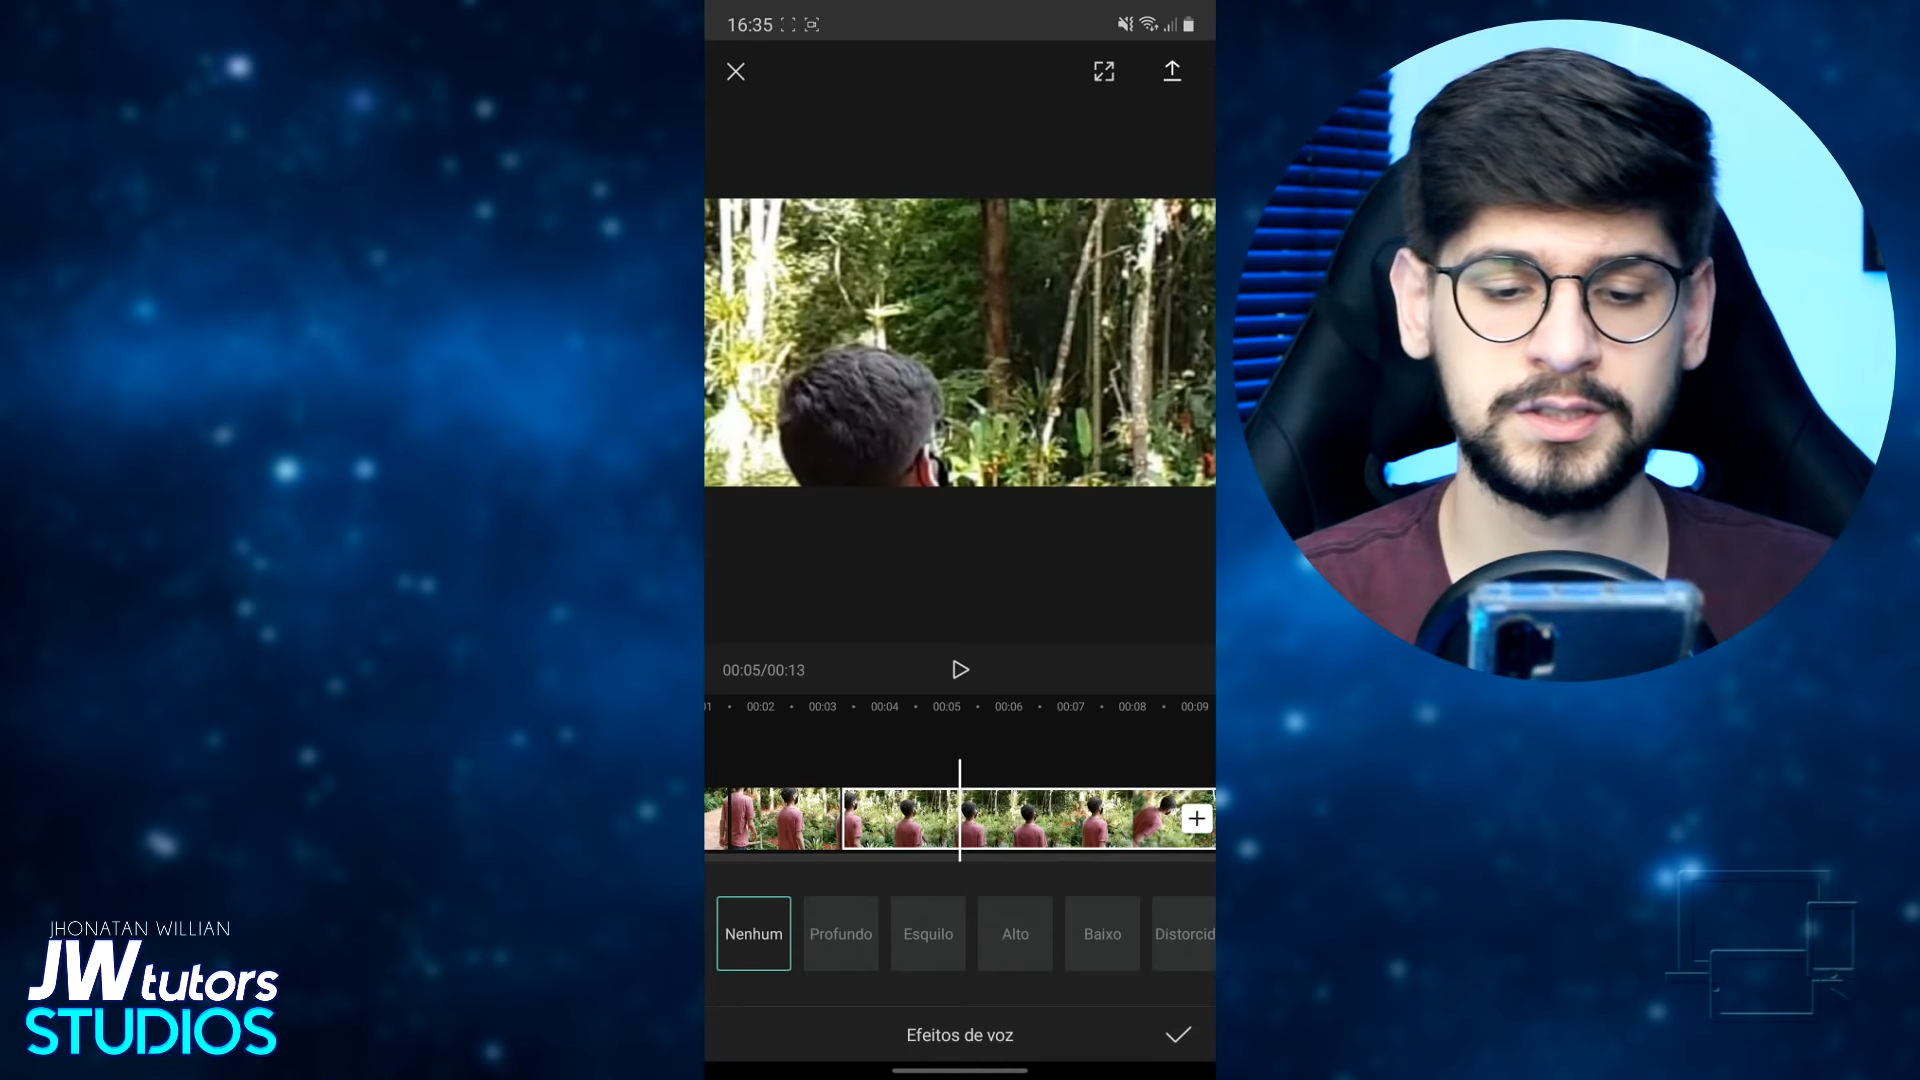 16:35
00:05/00:13
00:02 00:03 00:04 00:05 00:06 00:07 00:08 00:09
Nenhum Profundo Esquilo Alto Baixo
Efeitos de voz
JHONATAN WILLIAN
JW tutors
STUDIOS